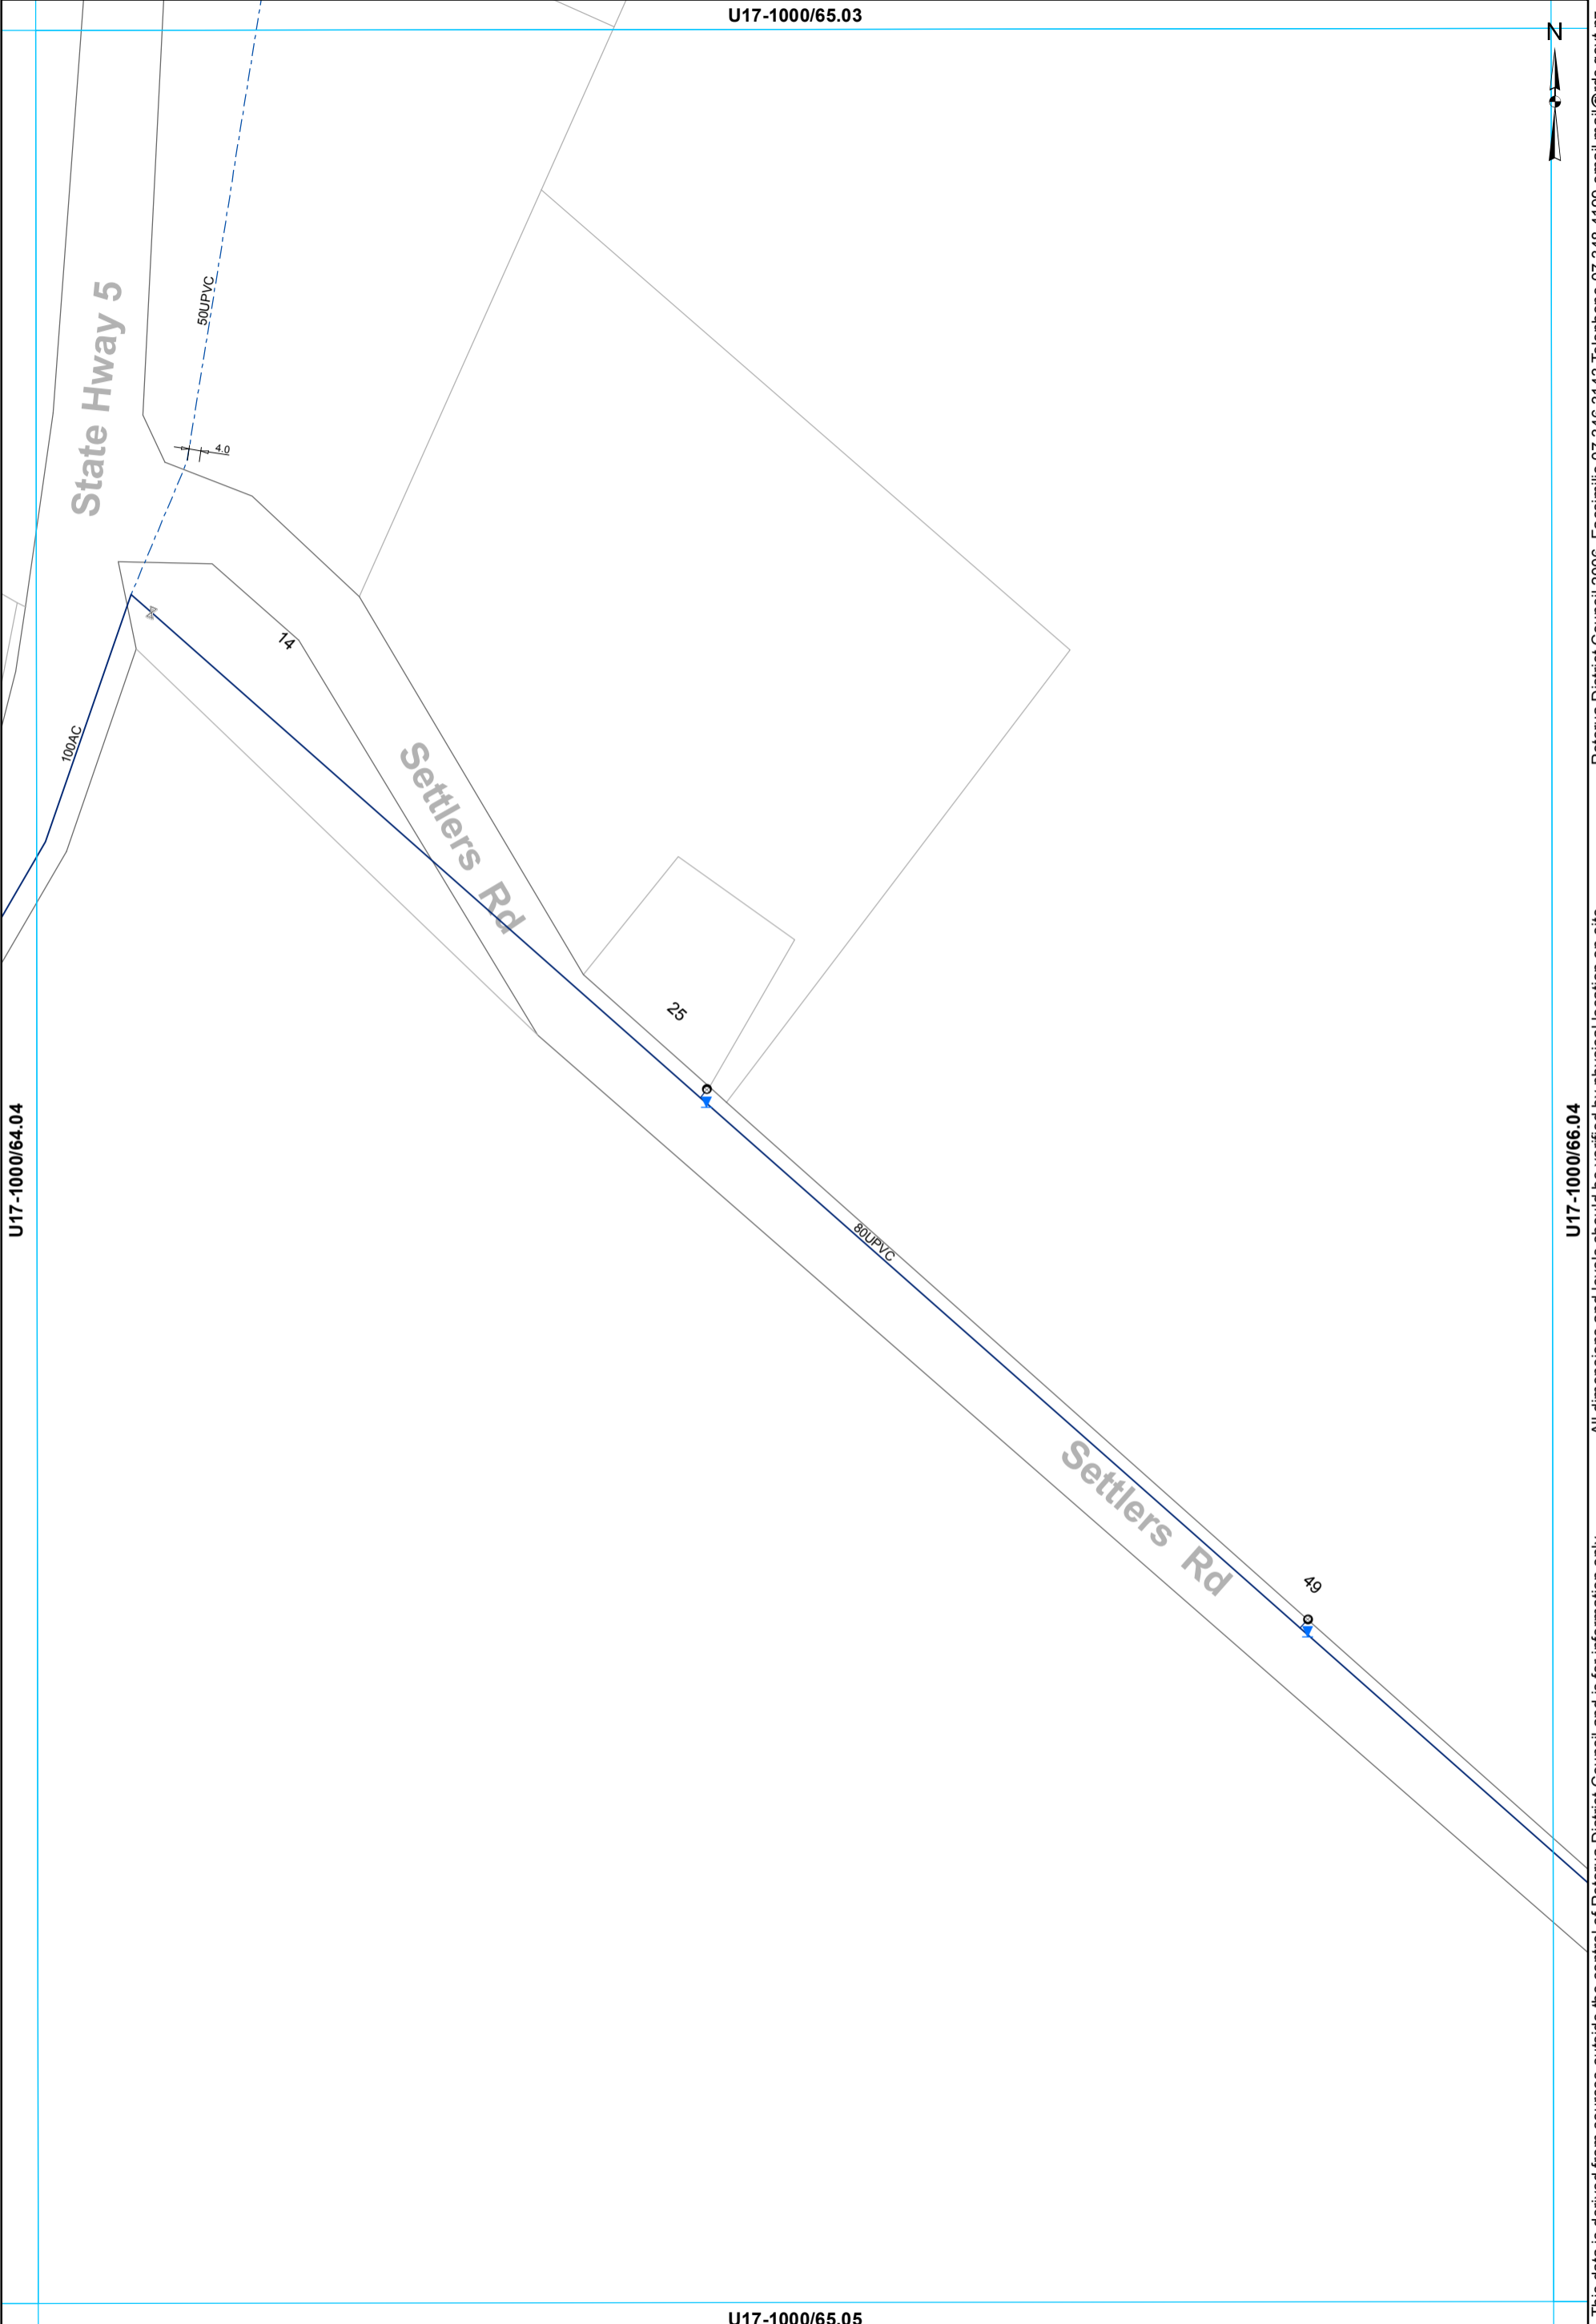 U17-1000/65.03
N
50UPVC
State Hway 5
4.0
14
100AC
Settlers Rd
25
U17-1000/64.04
U17-1000/66.04
80UPVC
Settlers Rd
49
U17-1000/65.05